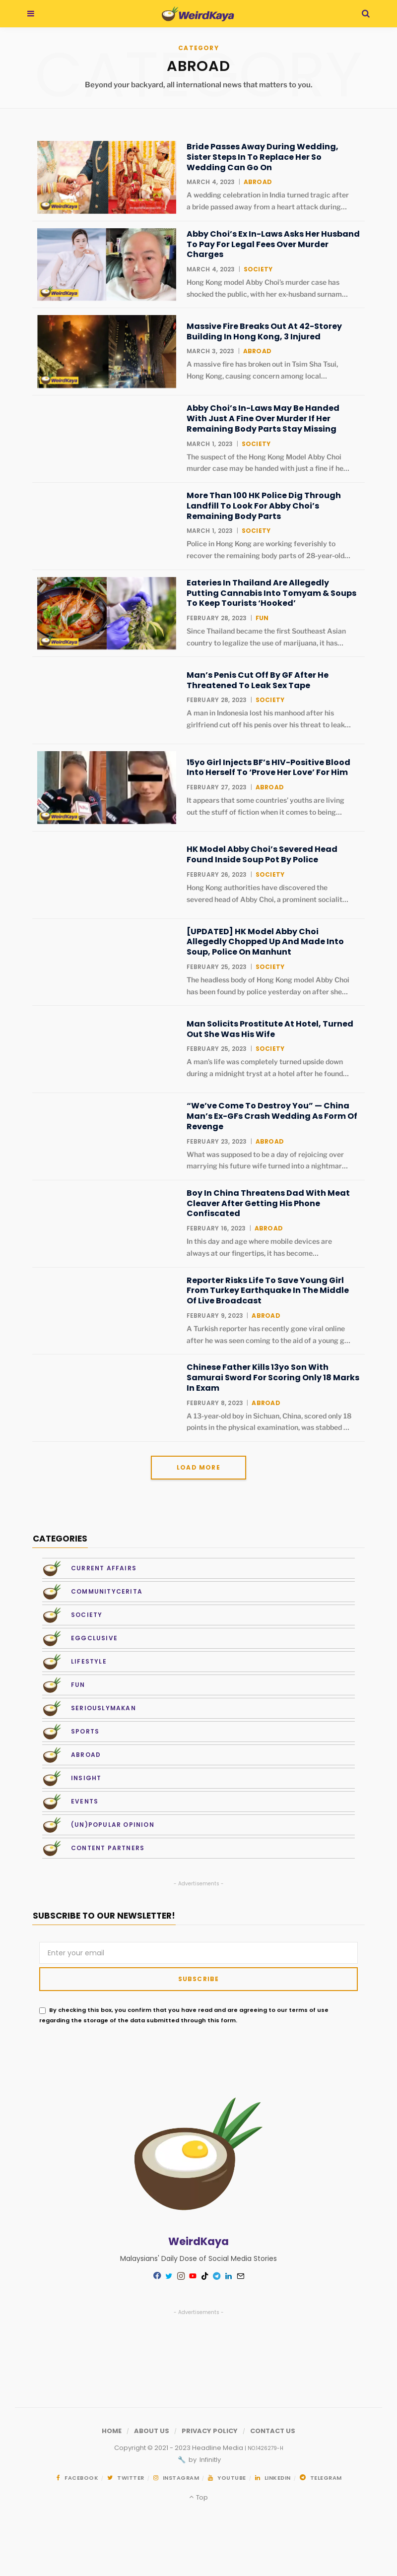 WeirdKaya
CATEGORY
CATEGORY
ABROAD
Beyond your backyard, all international news that matters to you.
WeirdKaya
Bride Passes Away During Wedding,
Sister Steps In To Replace Her So
Wedding Can Go On
MARCH 4, 2023 | ABROAD
A wedding celebration in India turned tragic after
a bride passed away from a heart attack during…
WeirdKaya
Abby Choi’s Ex In-Laws Asks Her Husband
To Pay For Legal Fees Over Murder
Charges
MARCH 4, 2023 | SOCIETY
Hong Kong model Abby Choi’s murder case has
shocked the public, with her ex-husband surnam…
WeirdKaya
Massive Fire Breaks Out At 42-Storey
Building In Hong Kong, 3 Injured
MARCH 3, 2023 | ABROAD
A massive fire has broken out in Tsim Sha Tsui,
Hong Kong, causing concern among local…
Abby Choi’s In-Laws May Be Handed
With Just A Fine Over Murder If Her
Remaining Body Parts Stay Missing
MARCH 1, 2023 | SOCIETY
The suspect of the Hong Kong Model Abby Choi
murder case may be handed with just a fine if he…
More Than 100 HK Police Dig Through
Landfill To Look For Abby Choi’s
Remaining Body Parts
MARCH 1, 2023 | SOCIETY
Police in Hong Kong are working feverishly to
recover the remaining body parts of 28-year-old…
WeirdKaya
Eateries In Thailand Are Allegedly
Putting Cannabis Into Tomyam & Soups
To Keep Tourists ‘Hooked’
FEBRUARY 28, 2023 | FUN
Since Thailand became the first Southeast Asian
country to legalize the use of marijuana, it has…
Man’s Penis Cut Off By GF After He
Threatened To Leak Sex Tape
FEBRUARY 28, 2023 | SOCIETY
A man in Indonesia lost his manhood after his
girlfriend cut off his penis over his threat to leak…
WeirdKaya
15yo Girl Injects BF’s HIV-Positive Blood
Into Herself To ‘Prove Her Love’ For Him
FEBRUARY 27, 2023 | ABROAD
It appears that some countries’ youths are living
out the stuff of fiction when it comes to being…
HK Model Abby Choi’s Severed Head
Found Inside Soup Pot By Police
FEBRUARY 26, 2023 | SOCIETY
Hong Kong authorities have discovered the
severed head of Abby Choi, a prominent socialit…
[UPDATED] HK Model Abby Choi
Allegedly Chopped Up And Made Into
Soup, Police On Manhunt
FEBRUARY 25, 2023 | SOCIETY
The headless body of Hong Kong model Abby Choi
has been found by police yesterday on after she…
Man Solicits Prostitute At Hotel, Turned
Out She Was His Wife
FEBRUARY 25, 2023 | SOCIETY
A man’s life was completely turned upside down
during a midnight tryst at a hotel after he found…
“We’ve Come To Destroy You” — China
Man’s Ex-GFs Crash Wedding As Form Of
Revenge
FEBRUARY 23, 2023 | ABROAD
What was supposed to be a day of rejoicing over
marrying his future wife turned into a nightmar…
Boy In China Threatens Dad With Meat
Cleaver After Getting His Phone
Confiscated
FEBRUARY 16, 2023 | ABROAD
In this day and age where mobile devices are
always at our fingertips, it has become…
Reporter Risks Life To Save Young Girl
From Turkey Earthquake In The Middle
Of Live Broadcast
FEBRUARY 9, 2023 | ABROAD
A Turkish reporter has recently gone viral online
after he was seen coming to the aid of a young g…
Chinese Father Kills 13yo Son With
Samurai Sword For Scoring Only 18 Marks
In Exam
FEBRUARY 8, 2023 | ABROAD
A 13-year-old boy in Sichuan, China, scored only 18
points in the physical examination, was stabbed …
LOAD MORE
CATEGORIES
CURRENT AFFAIRS
COMMUNITYCERITA
SOCIETY
EGGCLUSIVE
LIFESTYLE
FUN
SERIOUSLYMAKAN
SPORTS
ABROAD
INSIGHT
EVENTS
(UN)POPULAR OPINION
CONTENT PARTNERS
- Advertisements -
SUBSCRIBE TO OUR NEWSLETTER!
Enter your email
SUBSCRIBE
By checking this box, you confirm that you have read and are agreeing to our terms of use
regarding the storage of the data submitted through this form.
WeirdKaya
Malaysians' Daily Dose of Social Media Stories
- Advertisements -
HOME / ABOUT US / PRIVACY POLICY / CONTACT US
Copyright © 2021 - 2023 Headline Media | NO.1426279-H
🔧 by Infinitly
FACEBOOK / TWITTER / INSTAGRAM / YOUTUBE / LINKEDIN / TELEGRAM
Top